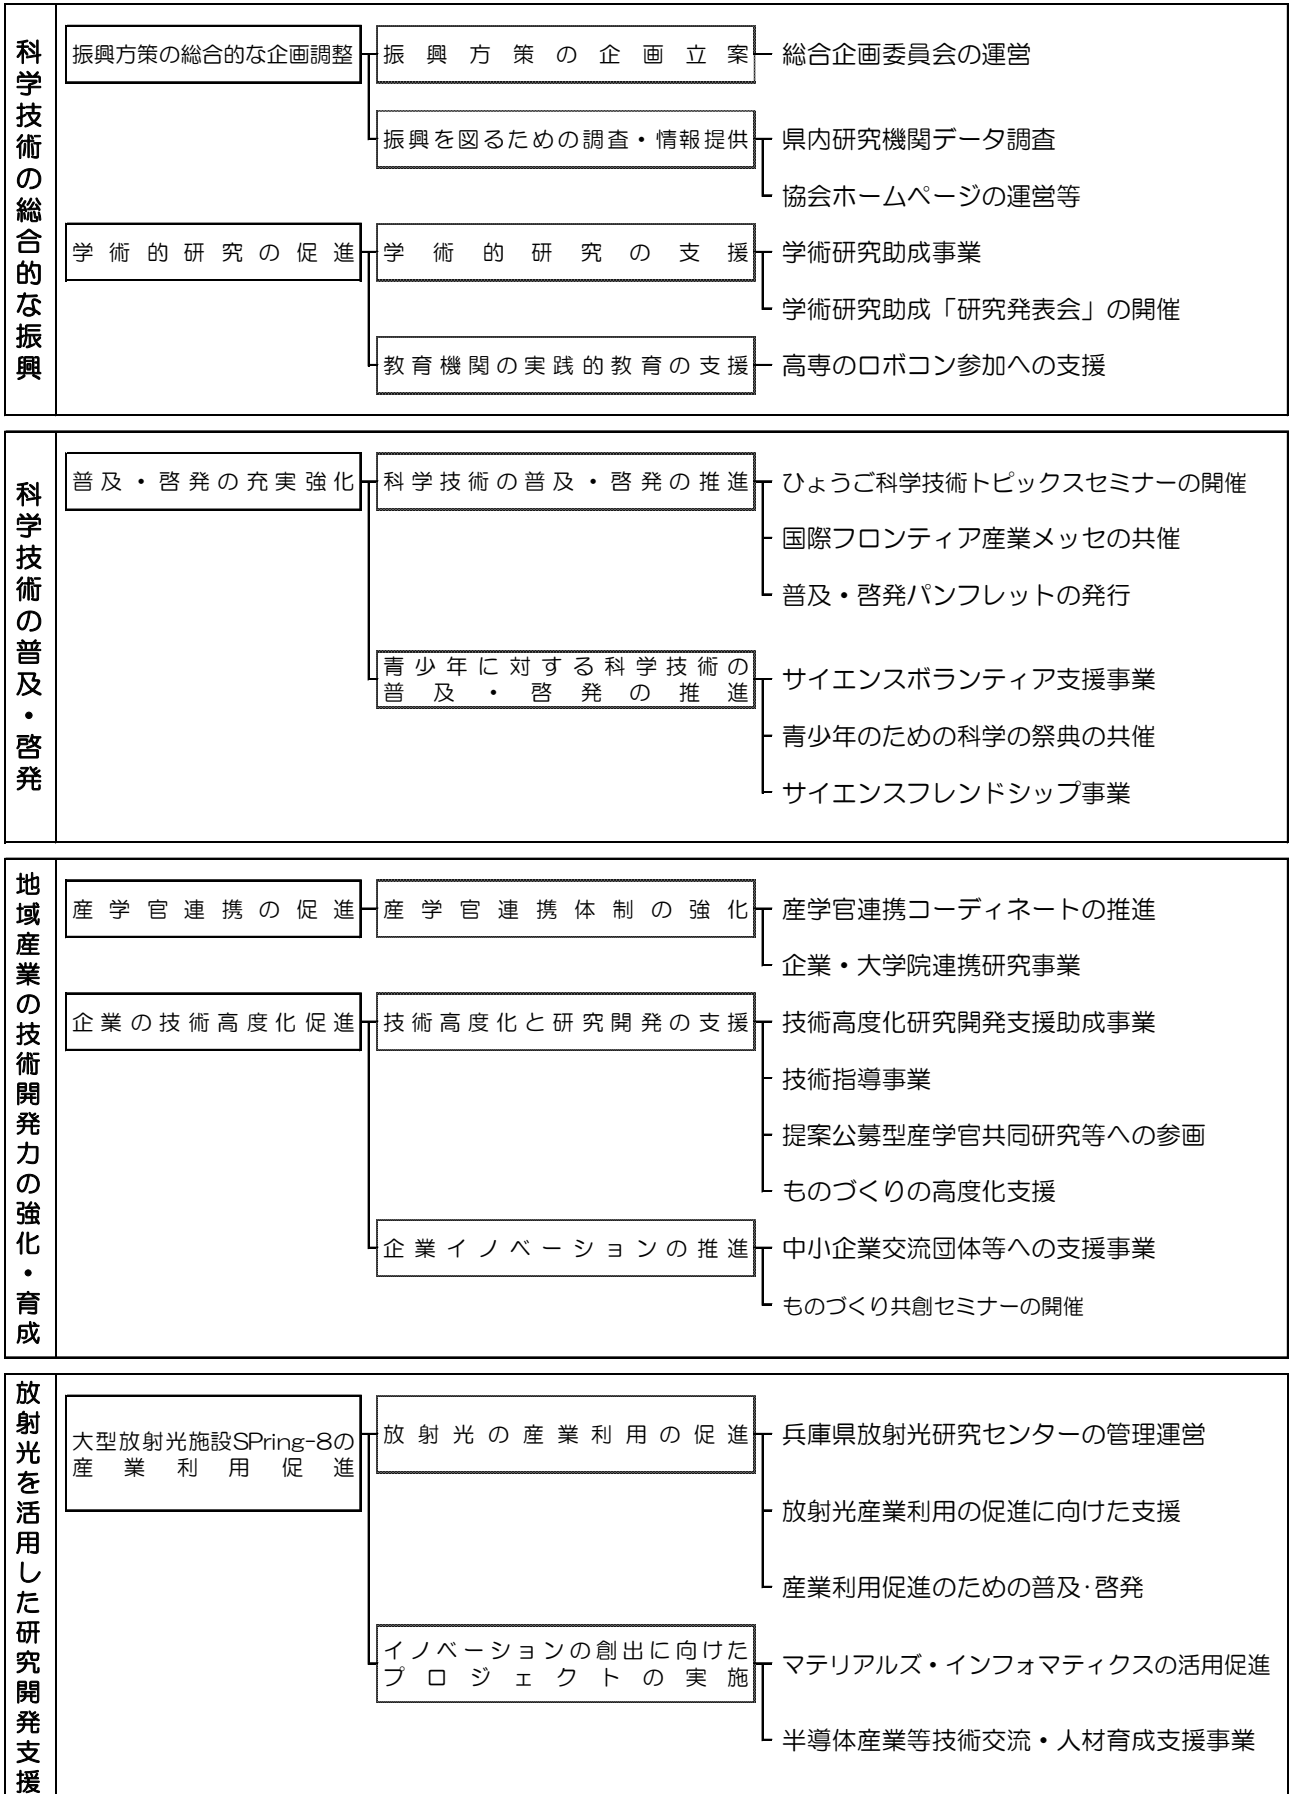 科学技術の総合的な振興
振興方策の総合的な企画調整
振興方策の企画立案
総合企画委員会の運営
振興を図るための調査・情報提供
県内研究機関データ調査
協会ホームページの運営等
学術的研究の促進
学術的研究の支援
学術研究助成事業
学術研究助成「研究発表会」の開催
教育機関の実践的教育の支援
高専のロボコン参加への支援
科学技術の普及・啓発
普及・啓発の充実強化
科学技術の普及・啓発の推進
ひょうご科学技術トピックスセミナーの開催
国際フロンティア産業メッセの共催
普及・啓発パンフレットの発行
青少年に対する科学技術の
普及・啓発の推進
サイエンスボランティア支援事業
青少年のための科学の祭典の共催
サイエンスフレンドシップ事業
地域産業の技術開発力の強化・育成
産学官連携の促進
産学官連携体制の強化
産学官連携コーディネートの推進
企業・大学院連携研究事業
企業の技術高度化促進
技術高度化と研究開発の支援
技術高度化研究開発支援助成事業
技術指導事業
提案公募型産学官共同研究等への参画
ものづくりの高度化支援
企業イノベーションの推進
中小企業交流団体等への支援事業
ものづくり共創セミナーの開催
放射光を活用した研究開発支援
大型放射光施設SPring-8の
産業利用促進
放射光の産業利用の促進
兵庫県放射光研究センターの管理運営
放射光産業利用の促進に向けた支援
産業利用促進のための普及・啓発
イノベーションの創出に向けた
プロジェクトの実施
マテリアルズ・インフォマティクスの活用促進
半導体産業等技術交流・人材育成支援事業